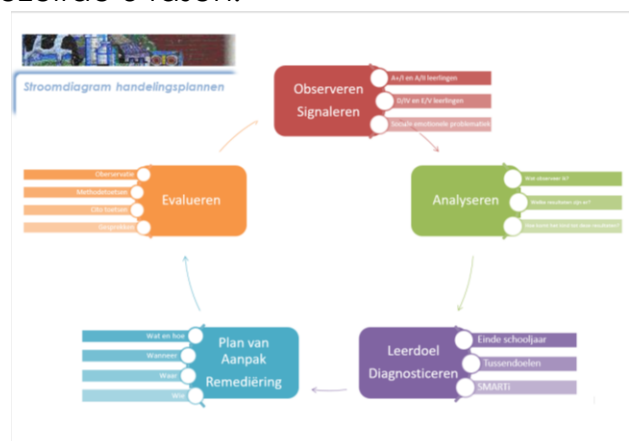 Stroomdiagram handelingsplannen
Observeren
Signaleren
A+/I en A/II leerlingen
D/IV en E/V leerlingen
Sociale emotionele problematiek
Analyseren
Wat observeer ik?
Welke resultaten zijn er?
Leerdoel
Diagnosticeren
Einde schooljaar
Tussendoelen
SMARTi
Plan van
Aanpak
Remediëring
Wat en hoe
Wanneer
Waar
Wie
Evalueren
Observatie
Methodetoetsen
Cito toetsen
Gesprekken